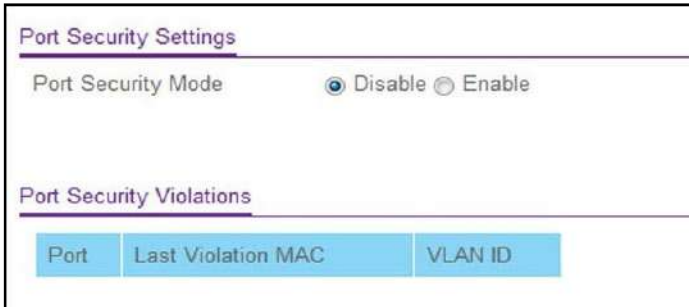 Port Security Settings
Port Security Mode Disable Enable
Port Security Violations
Port Last Violation MAC VLAN ID